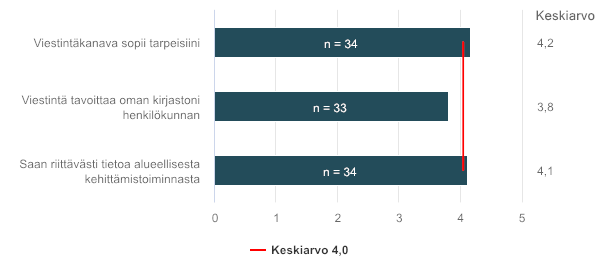 Keskiarvo
Viestintäkanava sopii tarpeisiini
n = 34
4,2
Viestintä tavoittaa oman kirjastoni
henkilökunnan
n = 33
3,8
Saan riittävästi tietoa alueellisesta
kehittämistoiminnasta
n = 34
4,1
0 1 2 3 4 5
Keskiarvo 4,0